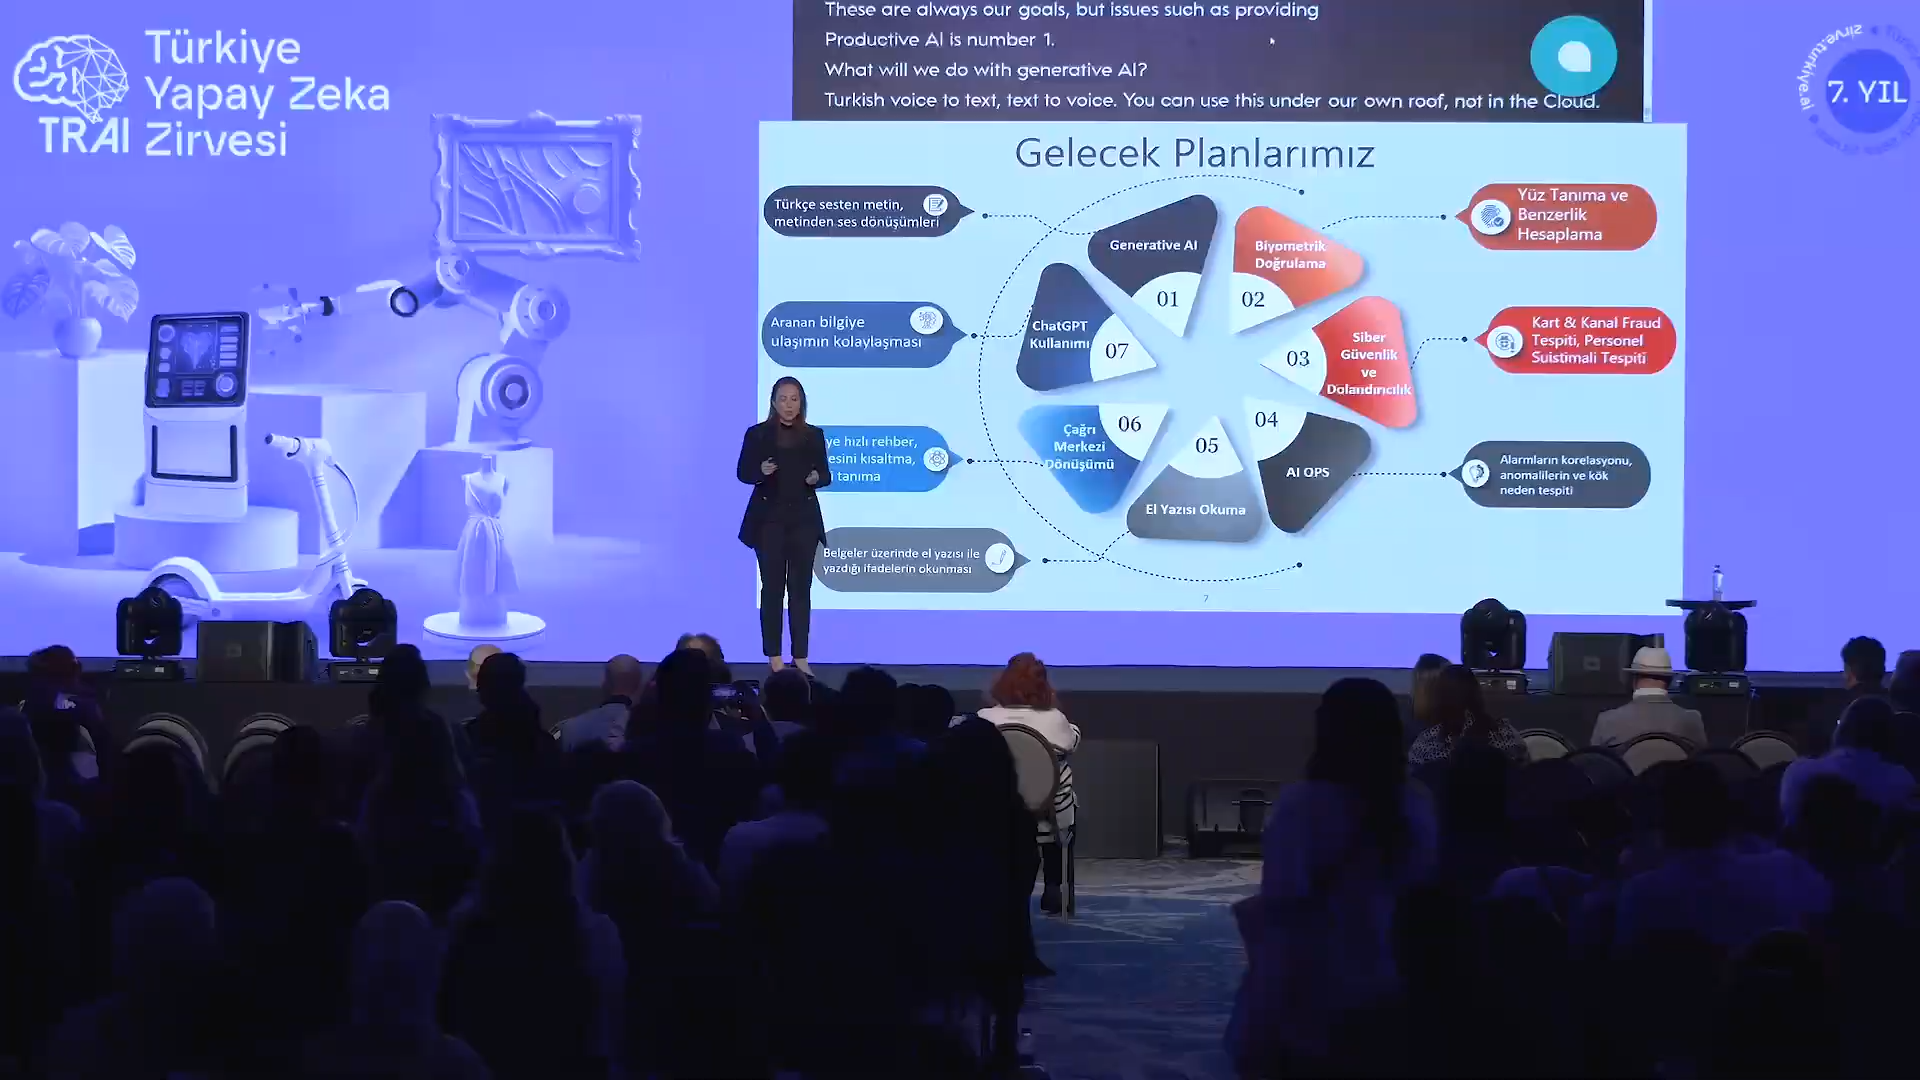 Türkiye
Yapay Zeka
TRAI Zirvesi
These are always our goals, but issues such as providing
Productive AI is number 1.
What will we do with generative AI?
Turkish voice to text, text to voice. You can use this under our own roof, not in the Cloud.
zirve.turkiye.ai
7. YIL
Gelecek Planlarımız
Türkçe sesten metin,
metinden ses dönüşümleri
Generative AI
01
Biyometrik
Doğrulama
02
Yüz Tanıma ve
Benzerlik
Hesaplama
Aranan bilgiye
ulaşımın kolaylaşması
ChatGPT
Kullanımı
07
03
Siber
Güvenlik
ve
Dolandırıcılık
Kart & Kanal Fraud
Tespiti, Personel
Suistimali Tespiti
ye hızlı rehber,
esini kısaltma,
tanıma
Çağrı
Merkezi
Dönüşümü
06
05
El Yazısı Okuma
04
AI OPS
Alarmların korelasyonu,
anomalilerin ve kök
neden tespiti
Belgeler üzerinde el yazısı ile
yazdığı ifadelerin okunması
7